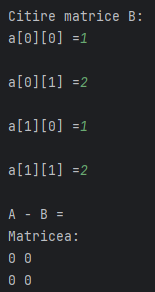 Citire matrice B:
a[0][0] =1
a[0][1] =2
a[1][0] =1
a[1][1] =2
A - B =
Matricea:
0 0
0 0